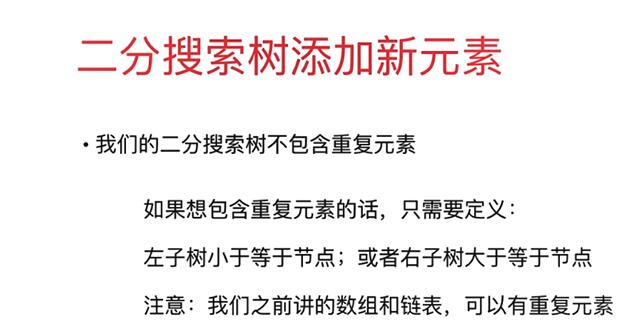 二分搜索树添加新元素
• 我们的二分搜索树不包含重复元素
如果想包含重复元素的话，只需要定义：
左子树小于等于节点；或者右子树大于等于节点
注意：我们之前讲的数组和链表，可以有重复元素